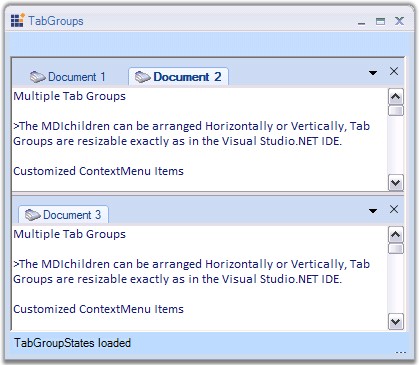 TabGroups
Document 1 Document 2
Multiple Tab Groups
>The MDIchildren can be arranged Horizontally or Vertically, Tab
Groups are resizable exactly as in the Visual Studio.NET IDE.
Customized ContextMenu Items
Document 3
Multiple Tab Groups
>The MDIchildren can be arranged Horizontally or Vertically, Tab
Groups are resizable exactly as in the Visual Studio.NET IDE.
Customized ContextMenu Items
TabGroupStates loaded
...